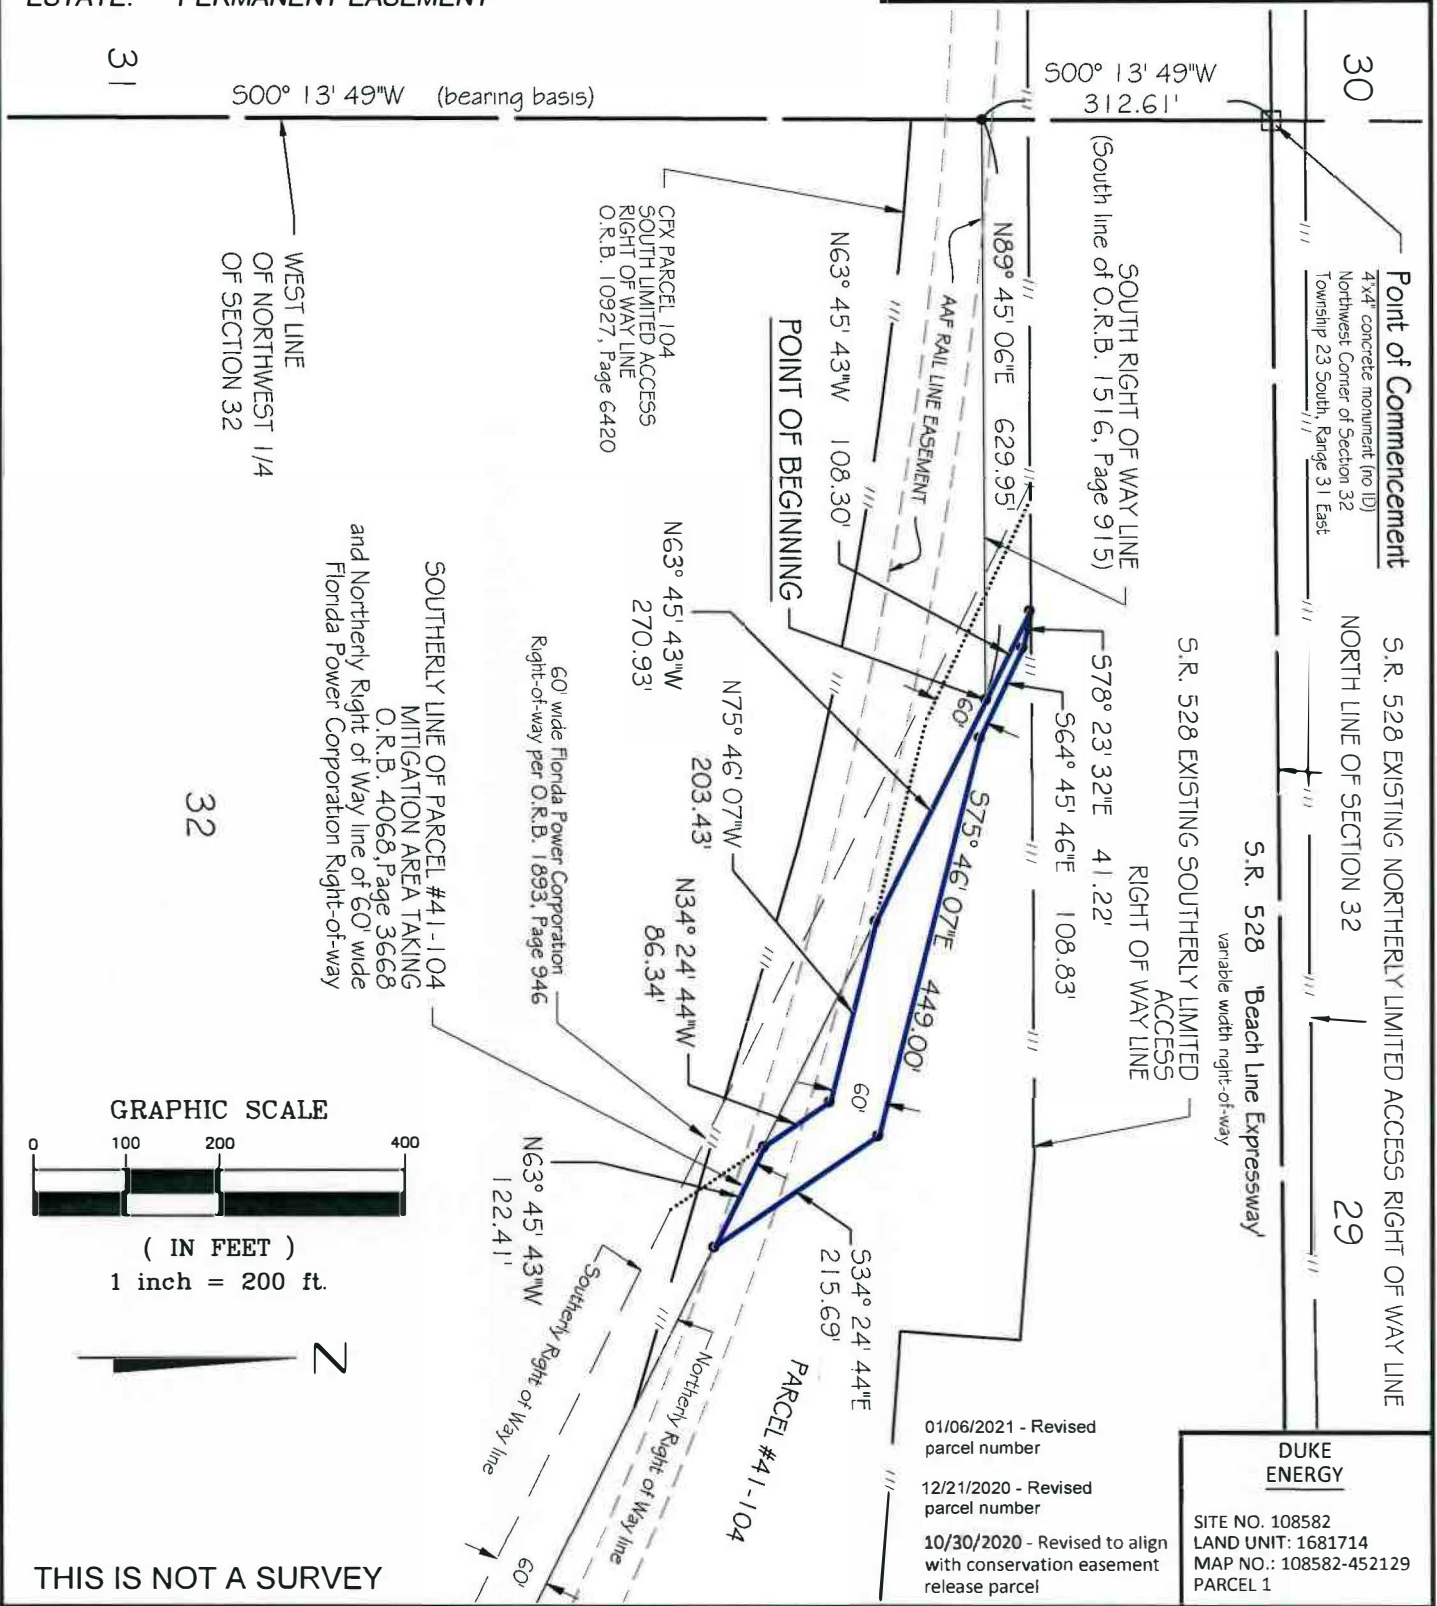 ESTATE: PERMANENT EASEMENT
31
30
S00° 13' 49"W (bearing basis)
S00° 13' 49"W
312.61'
Point of Commencement
4"x4" concrete monument (no ID)
Northwest Corner of Section 32
Township 23 South, Range 31 East
S.R. 528 EXISTING NORTHERLY LIMITED ACCESS RIGHT OF WAY LINE
NORTH LINE OF SECTION 32
29
S.R. 528 'Beach Line Expressway'
variable width right-of-way
S.R. 528 EXISTING SOUTHERLY LIMITED
ACCESS
RIGHT OF WAY LINE
SOUTH RIGHT OF WAY LINE
(South line of O.R.B. 1516, Page 915)
S78° 23' 32"E 41.22'
S64° 45' 46"E 108.83'
S75° 46' 07"E 449.00'
N89° 45' 06"E 629.95'
AAF RAIL LINE EASEMENT
N63° 45' 43"W 108.30'
POINT OF BEGINNING
60'
60'
S34° 24' 44"E
215.69'
PARCEL #41-104
CFX PARCEL 104
SOUTH LIMITED ACCESS
RIGHT OF WAY LINE
O.R.B. 10927, Page 6420
N63° 45' 43"W
270.93'
N75° 46' 07"W
203.43'
N34° 24' 44"W
86.34'
60' wide Florida Power Corporation
Right-of-way per O.R.B. 1893, Page 946
N63° 45' 43"W
122.41'
Northerly Right of Way line
Southerly Right of Way line
60'
SOUTHERLY LINE OF PARCEL #41-104
MITIGATION AREA TAKING
O.R.B. 4068,Page 3668
and Northerly Right of Way line of 60' wide
Florida Power Corporation Right-of-way
WEST LINE
OF NORTHWEST 1/4
OF SECTION 32
32
GRAPHIC SCALE
0 100 200 400
( IN FEET )
1 inch = 200 ft.
N
THIS IS NOT A SURVEY
01/06/2021 - Revised
parcel number
12/21/2020 - Revised
parcel number
10/30/2020 - Revised to align
with conservation easement
release parcel
DUKE
ENERGY
SITE NO. 108582
LAND UNIT: 1681714
MAP NO.: 108582-452129
PARCEL 1